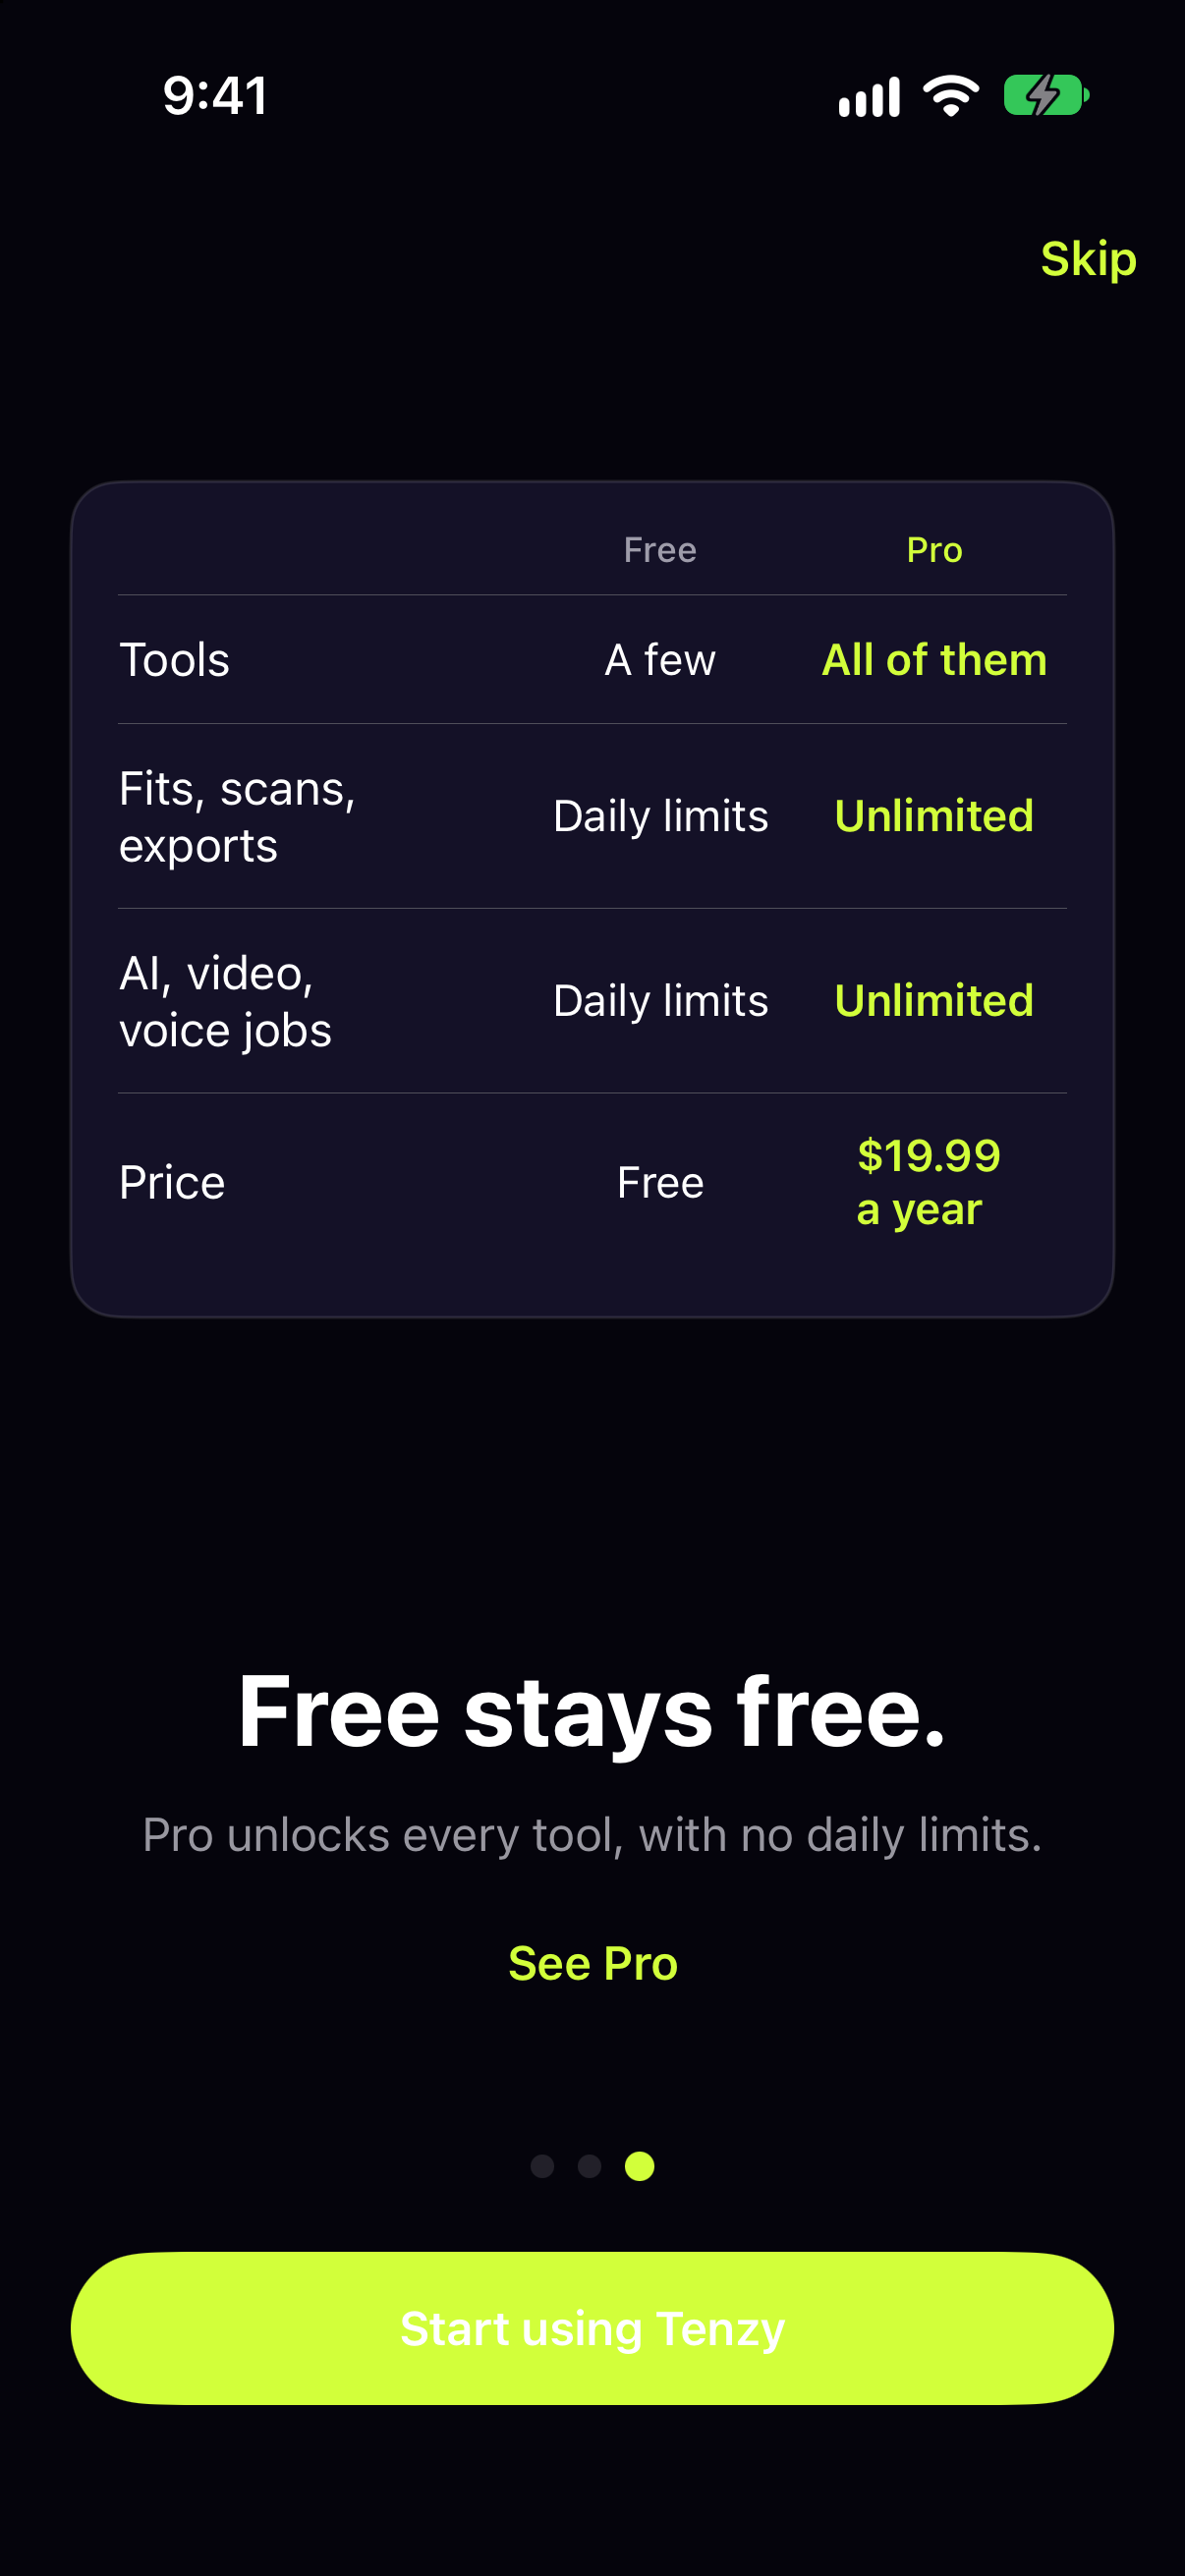 9:41
Skip
Free Pro
Tools A few All of them
Fits, scans,
exports
Daily limits Unlimited
AI, video,
voice jobs
Daily limits Unlimited
Price Free $19.99
a year
Free stays free.
Pro unlocks every tool, with no daily limits.
See Pro
Start using Tenzy